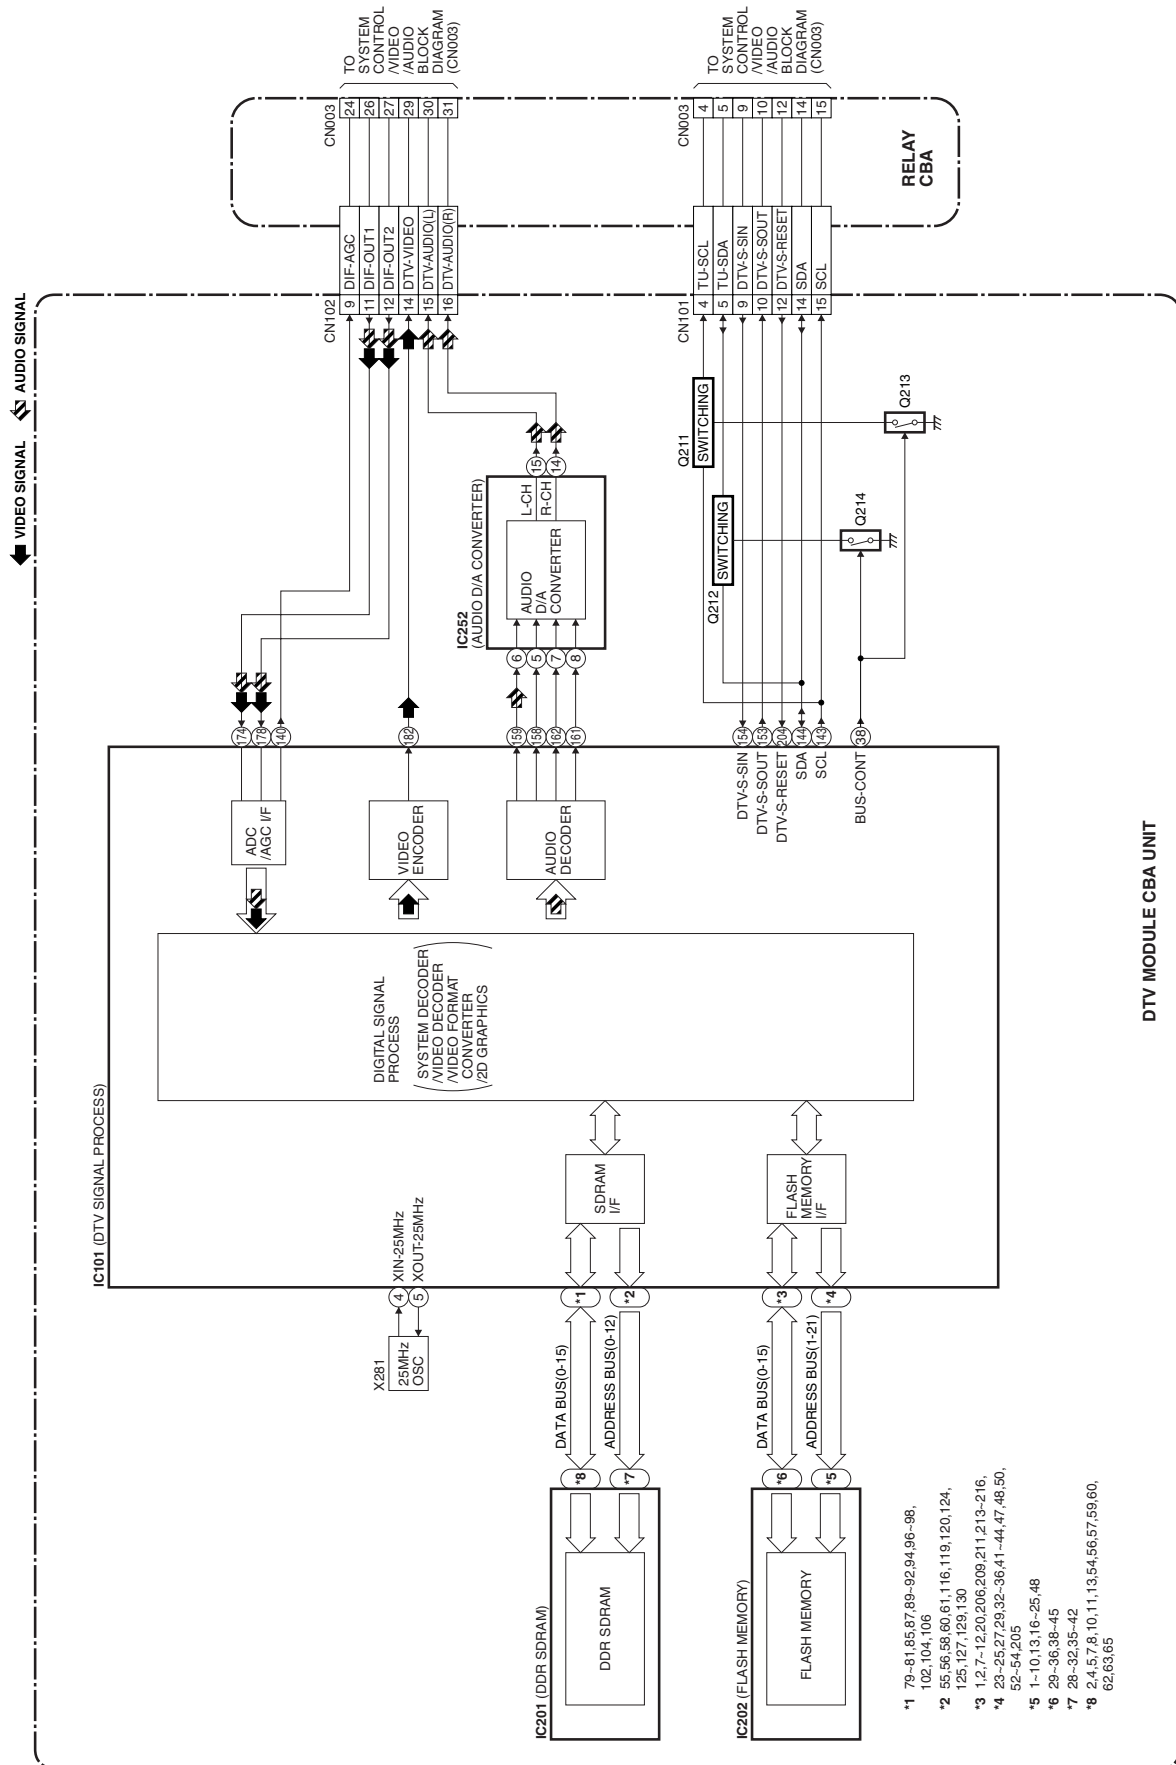 VIDEO SIGNAL
AUDIO SIGNAL
TO
SYSTEM
CONTROL
/VIDEO
/AUDIO
BLOCK
DIAGRAM
(CN003)
TO
SYSTEM
CONTROL
/VIDEO
/AUDIO
BLOCK
DIAGRAM
(CN003)
CN003
24
26
27
29
30
31
CN003
4
5
9
10
12
14
15
RELAY
CBA
CN102
9 DIF-AGC
11 DIF-OUT1
12 DIF-OUT2
14 DTV-VIDEO
15 DTV-AUDIO(L)
16 DTV-AUDIO(R)
CN101
4 TU-SCL
5 TU-SDA
9 DTV-S-SIN
10 DTV-S-SOUT
12 DTV-S-RESET
14 SDA
15 SCL
Q211
SWITCHING
Q212
SWITCHING
Q213
Q214
IC252
(AUDIO D/A CONVERTER)
L-CH 15
R-CH 14
AUDIO
D/A
CONVERTER
6
5
7
8
174
178
140
182
159
158
162
161
DTV-S-SIN 154
DTV-S-SOUT 153
DTV-S-RESET 204
SDA 144
SCL 143
BUS-CONT 38
ADC
/AGC I/F
VIDEO
ENCODER
AUDIO
DECODER
DIGITAL SIGNAL
PROCESS
SYSTEM DECODER
/VIDEO DECODER
/VIDEO FORMAT
CONVERTER
/2D GRAPHICS
IC101 (DTV SIGNAL PROCESS)
SDRAM
I/F
FLASH
MEMORY
I/F
4 XIN-25MHz
5 XOUT-25MHz
X281
25MHz
OSC
*1
*2
*3
*4
DATA BUS(0-15)
ADDRESS BUS(0-12)
DATA BUS(0-15)
ADDRESS BUS(1-21)
*8
*7
*6
*5
IC201 (DDR SDRAM)
DDR SDRAM
IC202 (FLASH MEMORY)
FLASH MEMORY
*1 79~81,85,87,89~92,94,96~98,
102,104,106
*2 55,56,58,60,61,116,119,120,124,
125,127,129,130
*3 1,2,7~12,20,206,209,211,213~216,
*4 23~25,27,29,32~36,41~44,47,48,50,
52~54,205
*5 1~10,13,16~25,48
*6 29~36,38~45
*7 28~32,35~42
*8 2,4,5,7,8,10,11,13,54,56,57,59,60,
62,63,65
DTV MODULE CBA UNIT